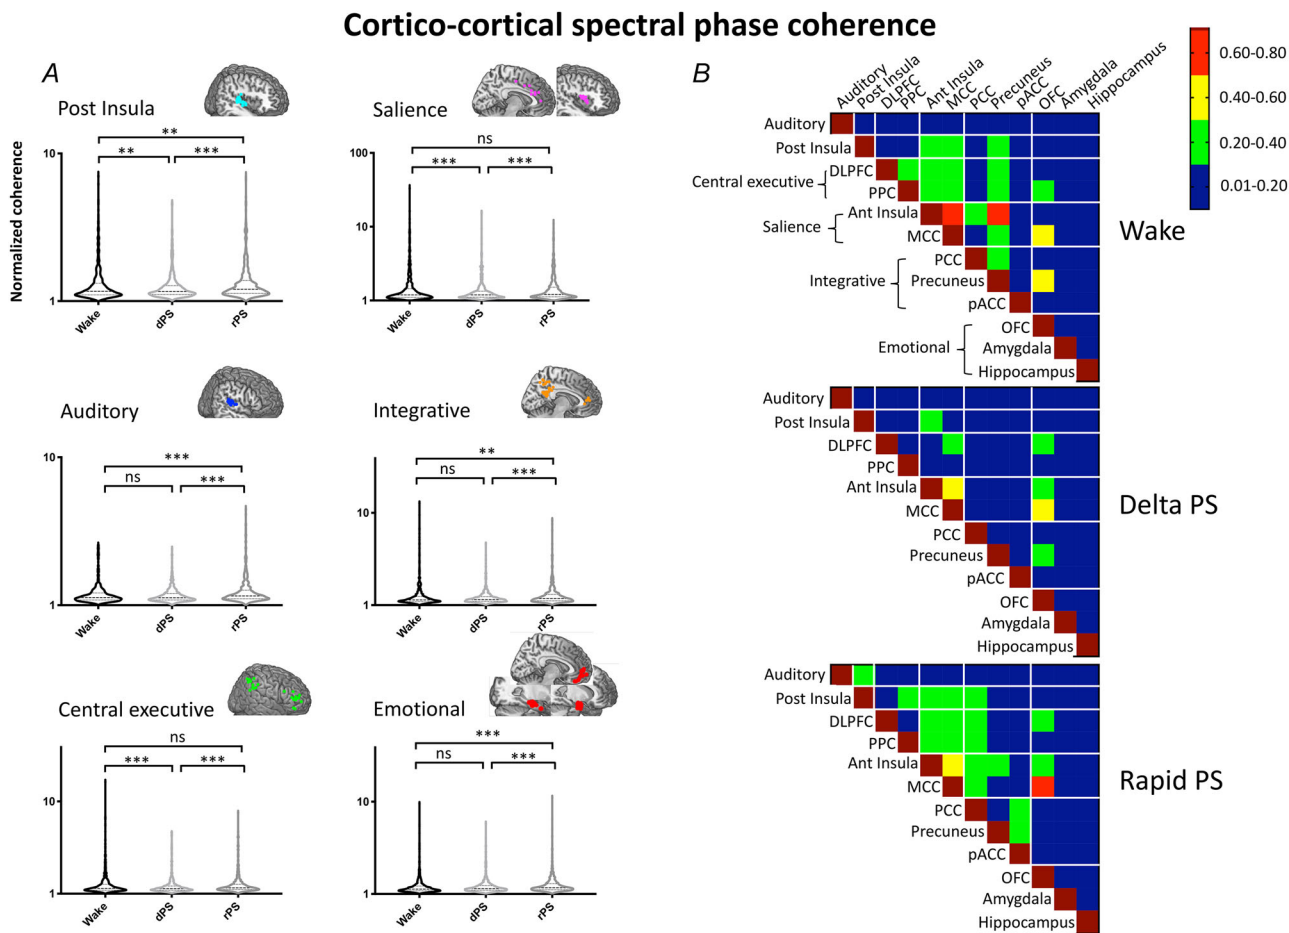 Cortico-cortical spectral phase coherence
A
Post Insula
Normalized coherence
**
**
***
10
1
Wake
dPS
rPS
Salience
ns
***
***
100
10
1
Wake
dPS
rPS
Auditory
***
ns
***
10
1
Wake
dPS
rPS
Integrative
**
ns
***
10
1
Wake
dPS
rPS
Central executive
ns
***
***
10
1
Wake
dPS
rPS
Emotional
***
ns
***
10
1
Wake
dPS
rPS
B
Auditory
Post Insula
DLPFC
PPC
Ant Insula
MCC
PCC
Precuneus
pACC
OFC
Amygdala
Hippocampus
0.60-0.80
0.40-0.60
0.20-0.40
0.01-0.20
Auditory
Post Insula
Central executive
DLPFC
PPC
Salience
Ant Insula
MCC
Integrative
PCC
Precuneus
pACC
Emotional
OFC
Amygdala
Hippocampus
Wake
Auditory
Post Insula
DLPFC
PPC
Ant Insula
MCC
PCC
Precuneus
pACC
OFC
Amygdala
Hippocampus
Delta PS
Auditory
Post Insula
DLPFC
PPC
Ant Insula
MCC
PCC
Precuneus
pACC
OFC
Amygdala
Hippocampus
Rapid PS